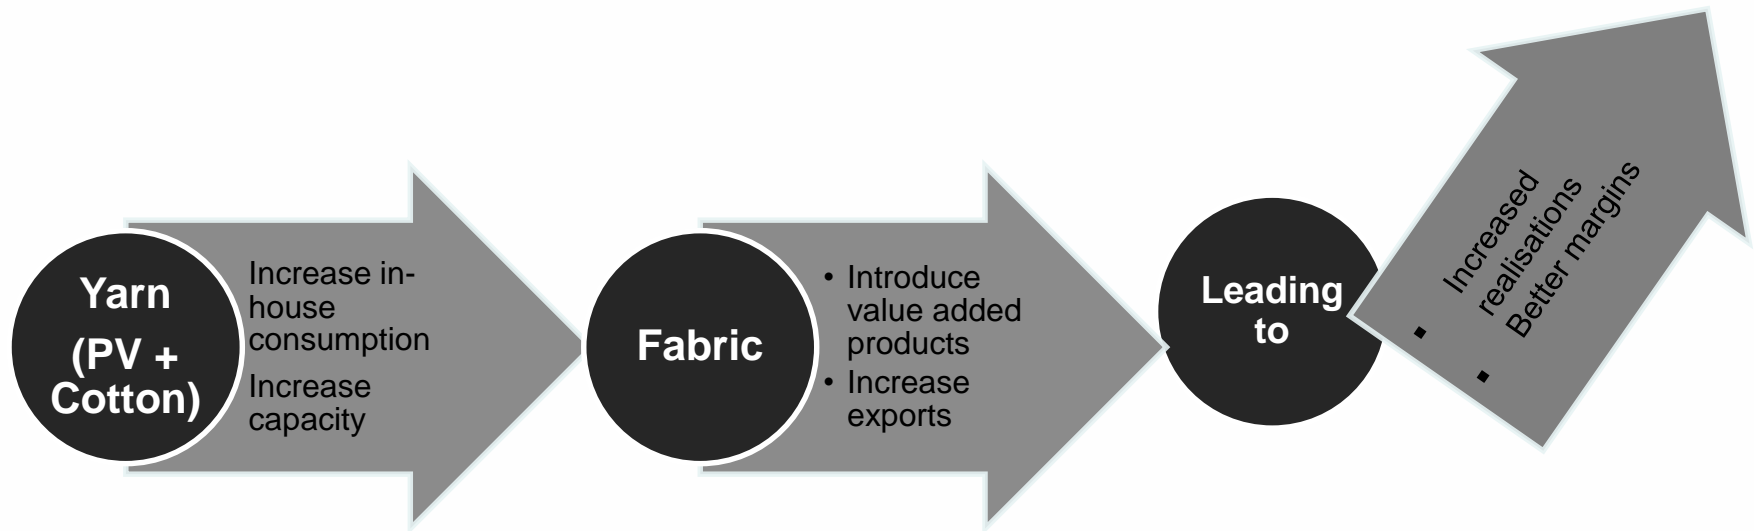 Yarn
(PV +
Cotton)
Increase in-
house
consumption
Increase
capacity
Fabric
• Introduce
value added
products
• Increase
exports
Leading
to
▪ Increased
realisations
▪ Better margins